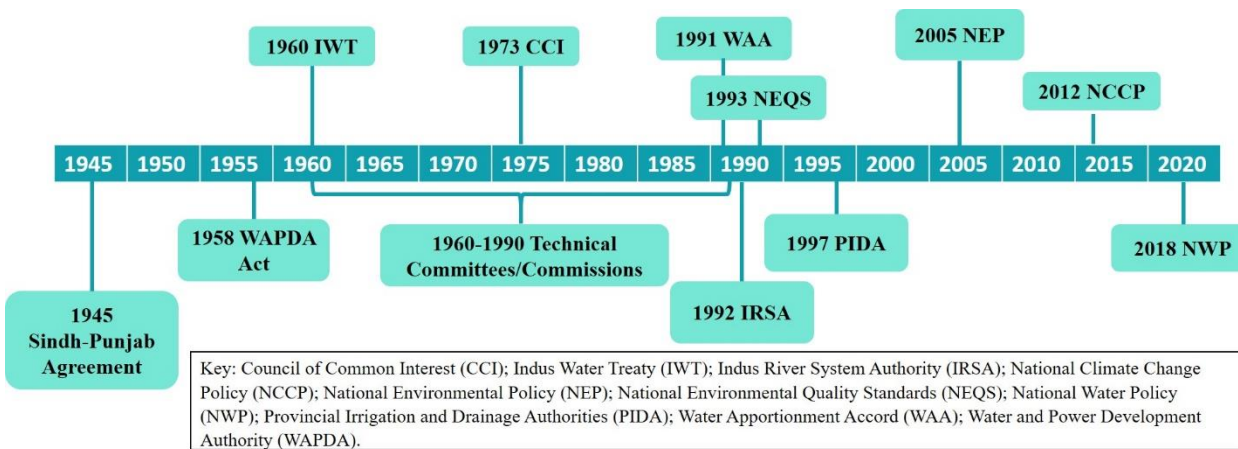 1960 IWT
1973 CCI
1991 WAA
2005 NEP
1993 NEQS
2012 NCCP
1945 1950 1955 1960 1965 1970 1975 1980 1985 1990 1995 2000 2005 2010 2015 2020
1958 WAPDA
Act
1960-1990 Technical
Committees/Commissions
1997 PIDA
2018 NWP
1992 IRSA
1945
Sindh-Punjab
Agreement
Key: Council of Common Interest (CCI); Indus Water Treaty (IWT); Indus River System Authority (IRSA); National Climate Change
Policy (NCCP); National Environmental Policy (NEP); National Environmental Quality Standards (NEQS); National Water Policy
(NWP); Provincial Irrigation and Drainage Authorities (PIDA); Water Apportionment Accord (WAA); Water and Power Development
Authority (WAPDA).